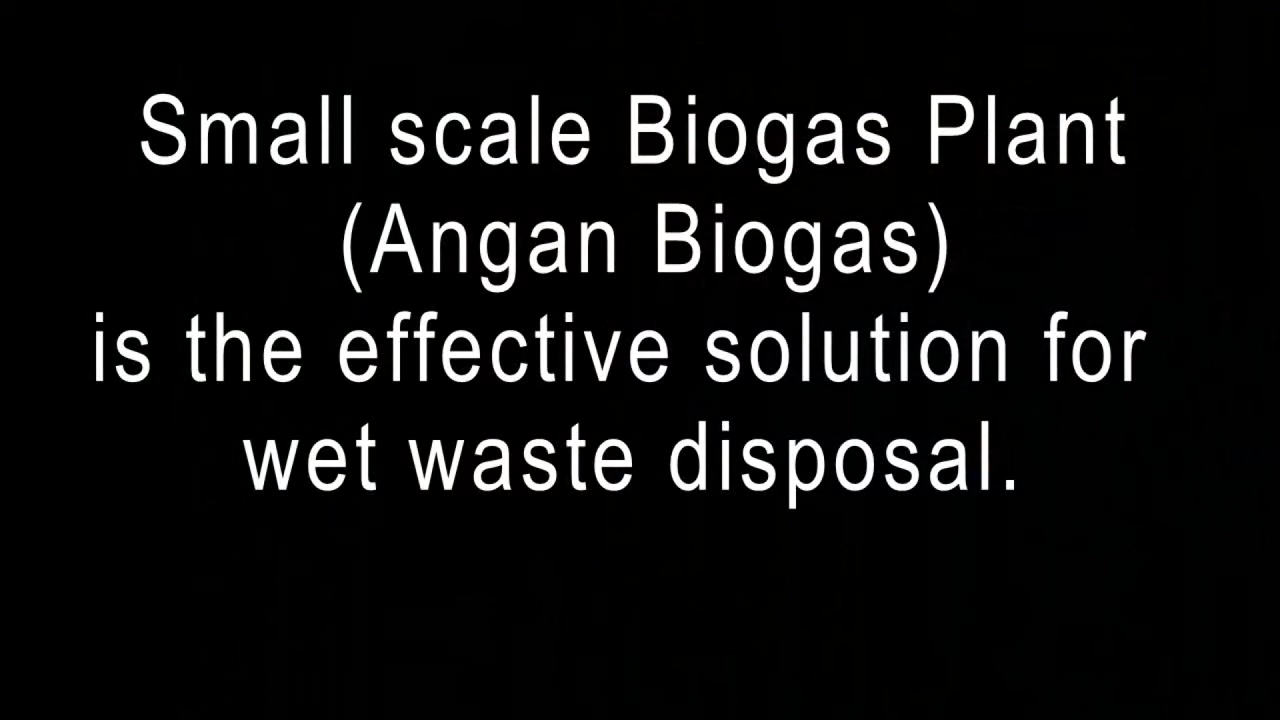 Small scale Biogas Plant
(Angan Biogas)
is the effective solution for
wet waste disposal.